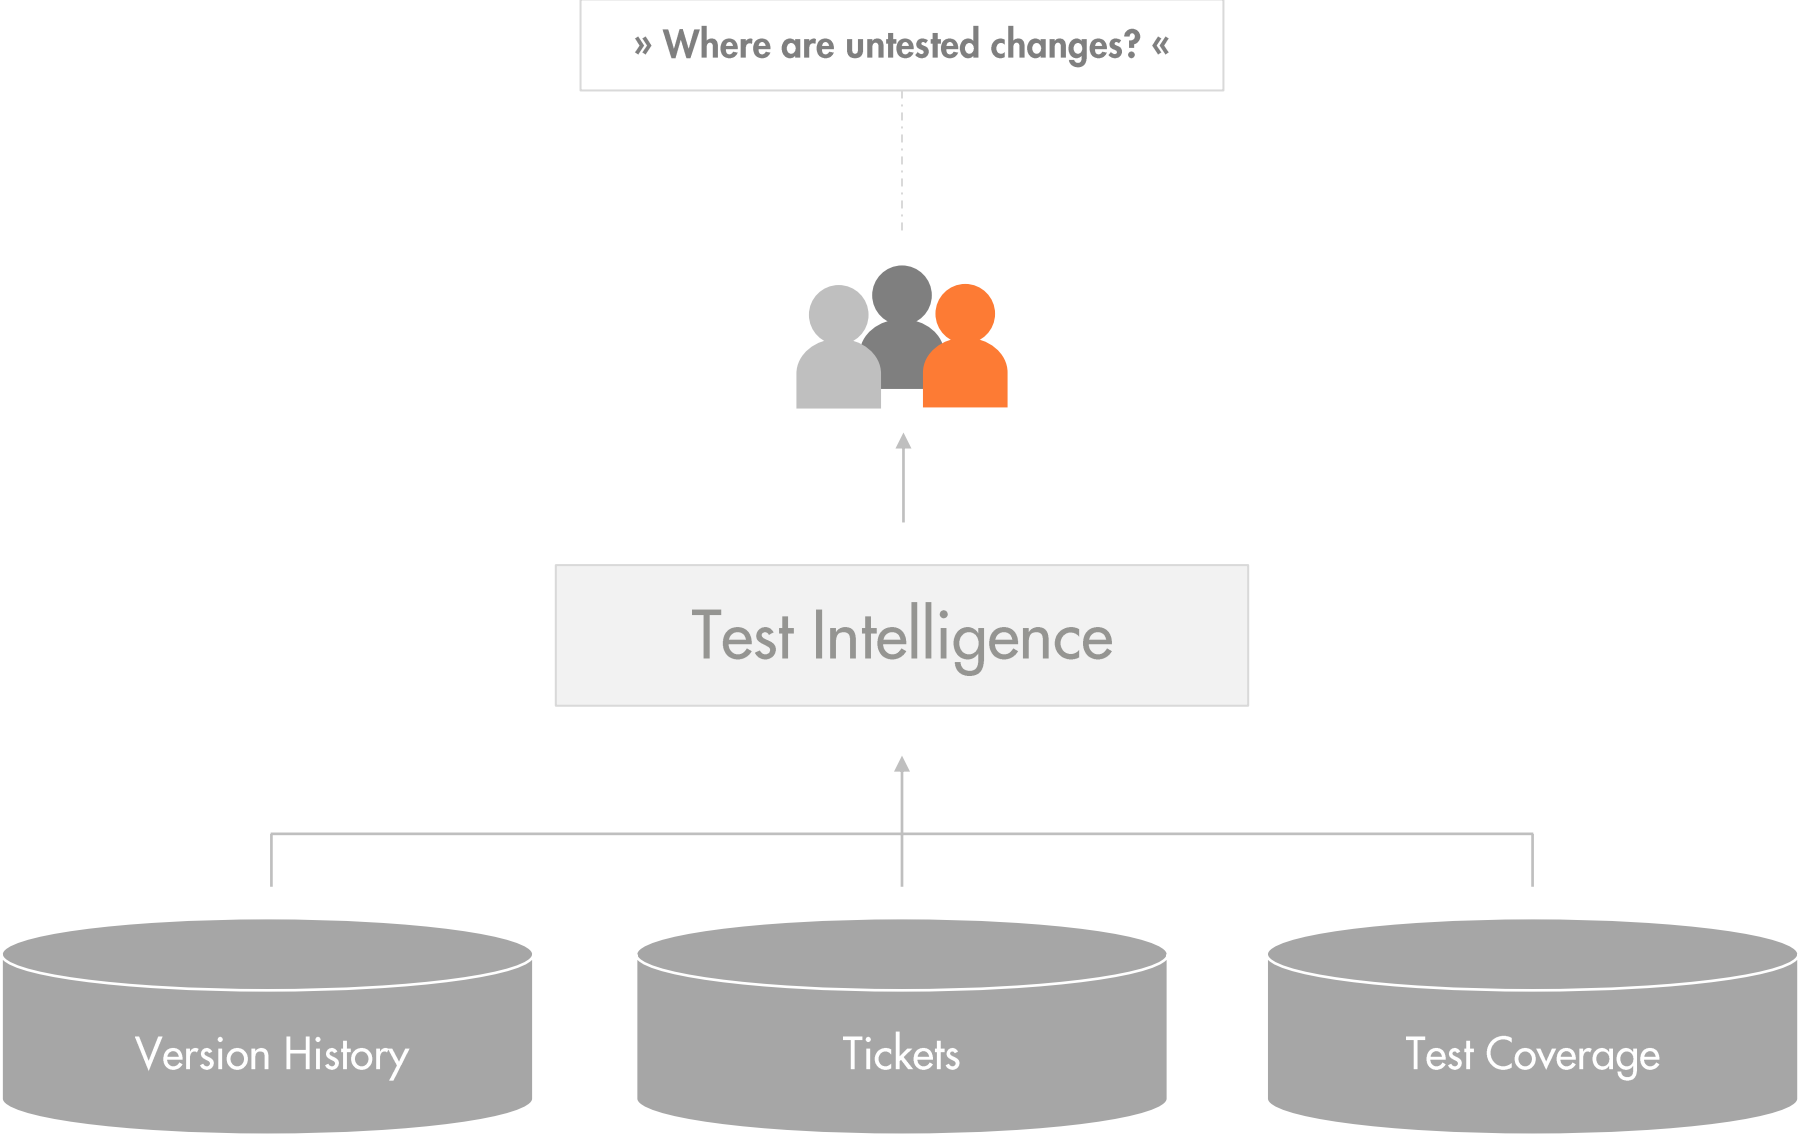 » Where are untested changes? «
Test Intelligence
Version History
Tickets
Test Coverage